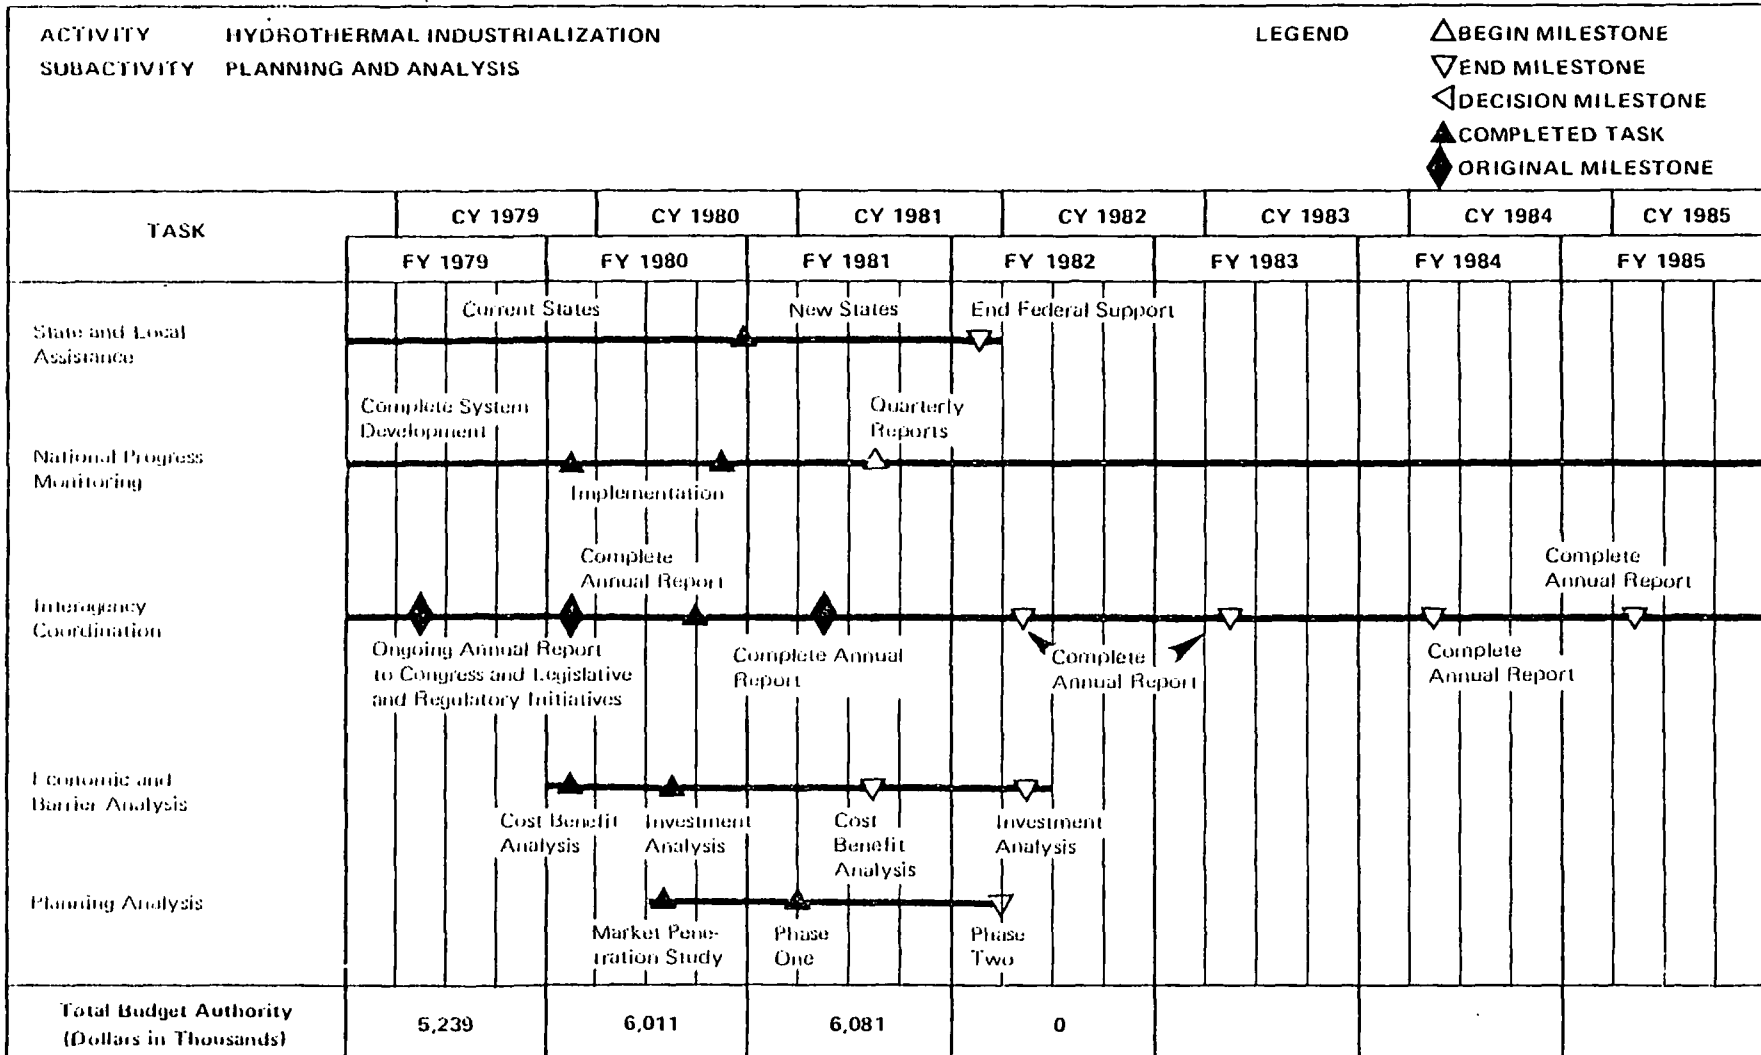 ACTIVITY HYDROTHERMAL INDUSTRIALIZATION
SUBACTIVITY PLANNING AND ANALYSIS
LEGEND
BEGIN MILESTONE
END MILESTONE
DECISION MILESTONE
COMPLETED TASK
ORIGINAL MILESTONE
TASK
CY 1979 CY 1980 CY 1981 CY 1982 CY 1983 CY 1984 CY 1985
FY 1979 FY 1980 FY 1981 FY 1982 FY 1983 FY 1984 FY 1985
State and Local
Assistance
Current States
New States
End Federal Support
National Progress
Monitoring
Complete System
Development
Implementation
Quarterly
Reports
Interagency
Coordination
Complete
Annual Report
Ongoing Annual Report
to Congress and Legislative
and Regulatory Initiatives
Complete Annual
Report
Complete
Annual Report
Complete
Annual Report
Complete
Annual Report
Economic and
Barrier Analysis
Cost Benefit
Analysis
Investment
Analysis
Cost
Benefit
Analysis
Investment
Analysis
Planning Analysis
Market Pene-
tration Study
Phase
One
Phase
Two
Total Budget Authority
(Dollars in Thousands)
5,239 6,011 6,081 0